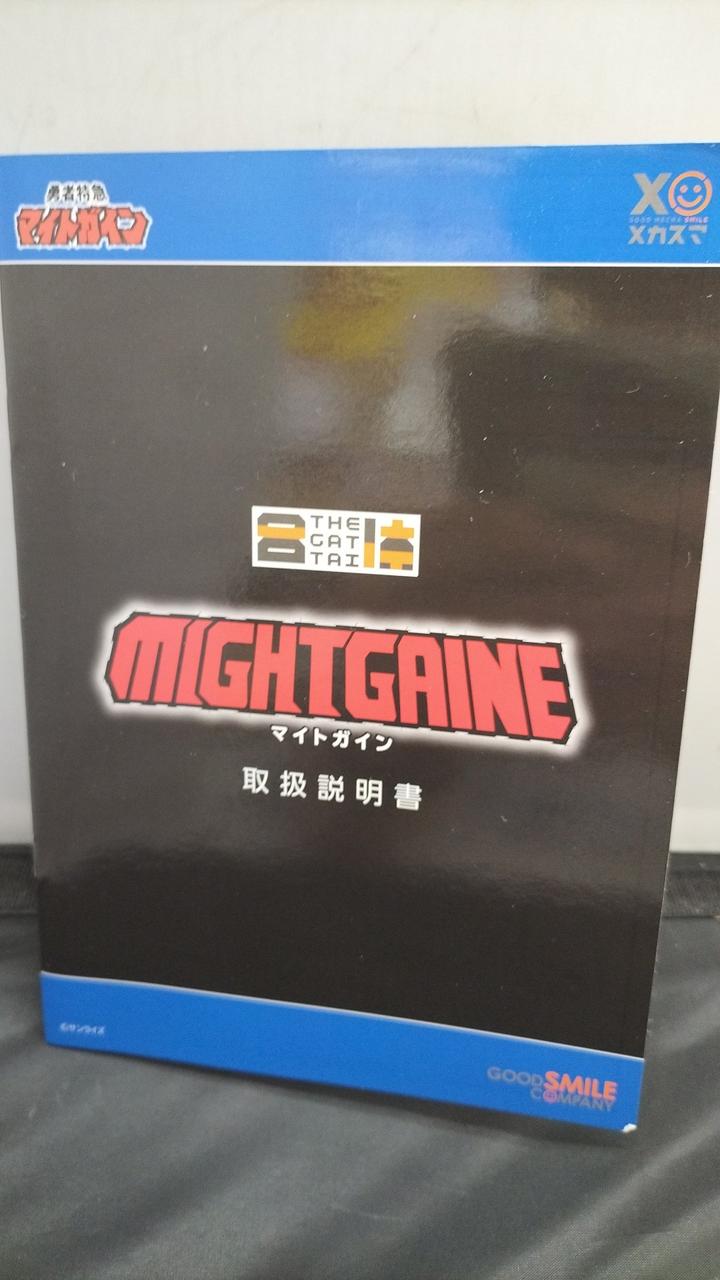 勇者特急
マイトガイン
GOOD MECHA SMILE
メカスマ
合体
THE
GAT
TAI
MIGHTGAINE
マイトガイン
取扱説明書
©サンライズ
GOOD SMILE
COMPANY